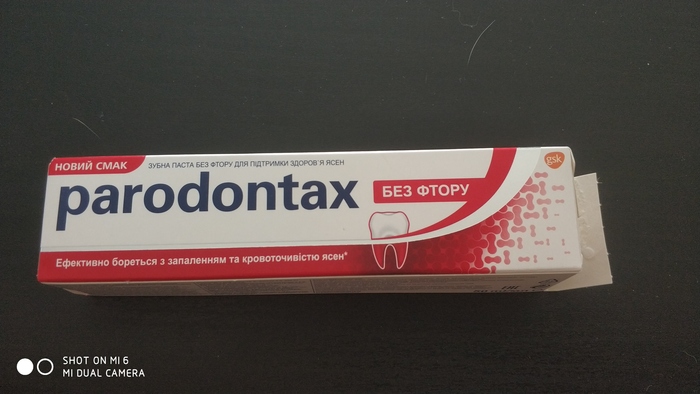 НОВИЙ СМАК
ЗУБНА ПАСТА БЕЗ ФТОРУ ДЛЯ ПІДТРИМКИ ЗДОРОВ'Я ЯСЕН
gsk
parodontax
БЕЗ ФТОРУ
Ефективно бореться з запаленням та кровоточивістю ясен*
SHOT ON MI 6
MI DUAL CAMERA